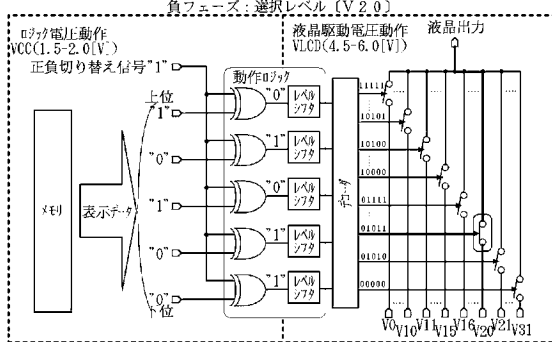 負フェーズ：選択レベル〔V20〕
ロジック電圧動作
VCC(1.5-2.0[V])
液晶駆動電圧動作
VLCD(4.5-6.0[V])
液晶出力
正負切り替え信号"1"
動作ロジック
上位
"1"
"0"
"1"
"0"
"0"
下位
メモリ
表示データ
"0"
レベルシフタ
"1"
レベルシフタ
"0"
レベルシフタ
"1"
レベルシフタ
"1"
レベルシフタ
デコーダ
11111
10101
10100
10000
01111
01011
01010
00000
V0 V10 V11 V15 V16 V20 V21 V31